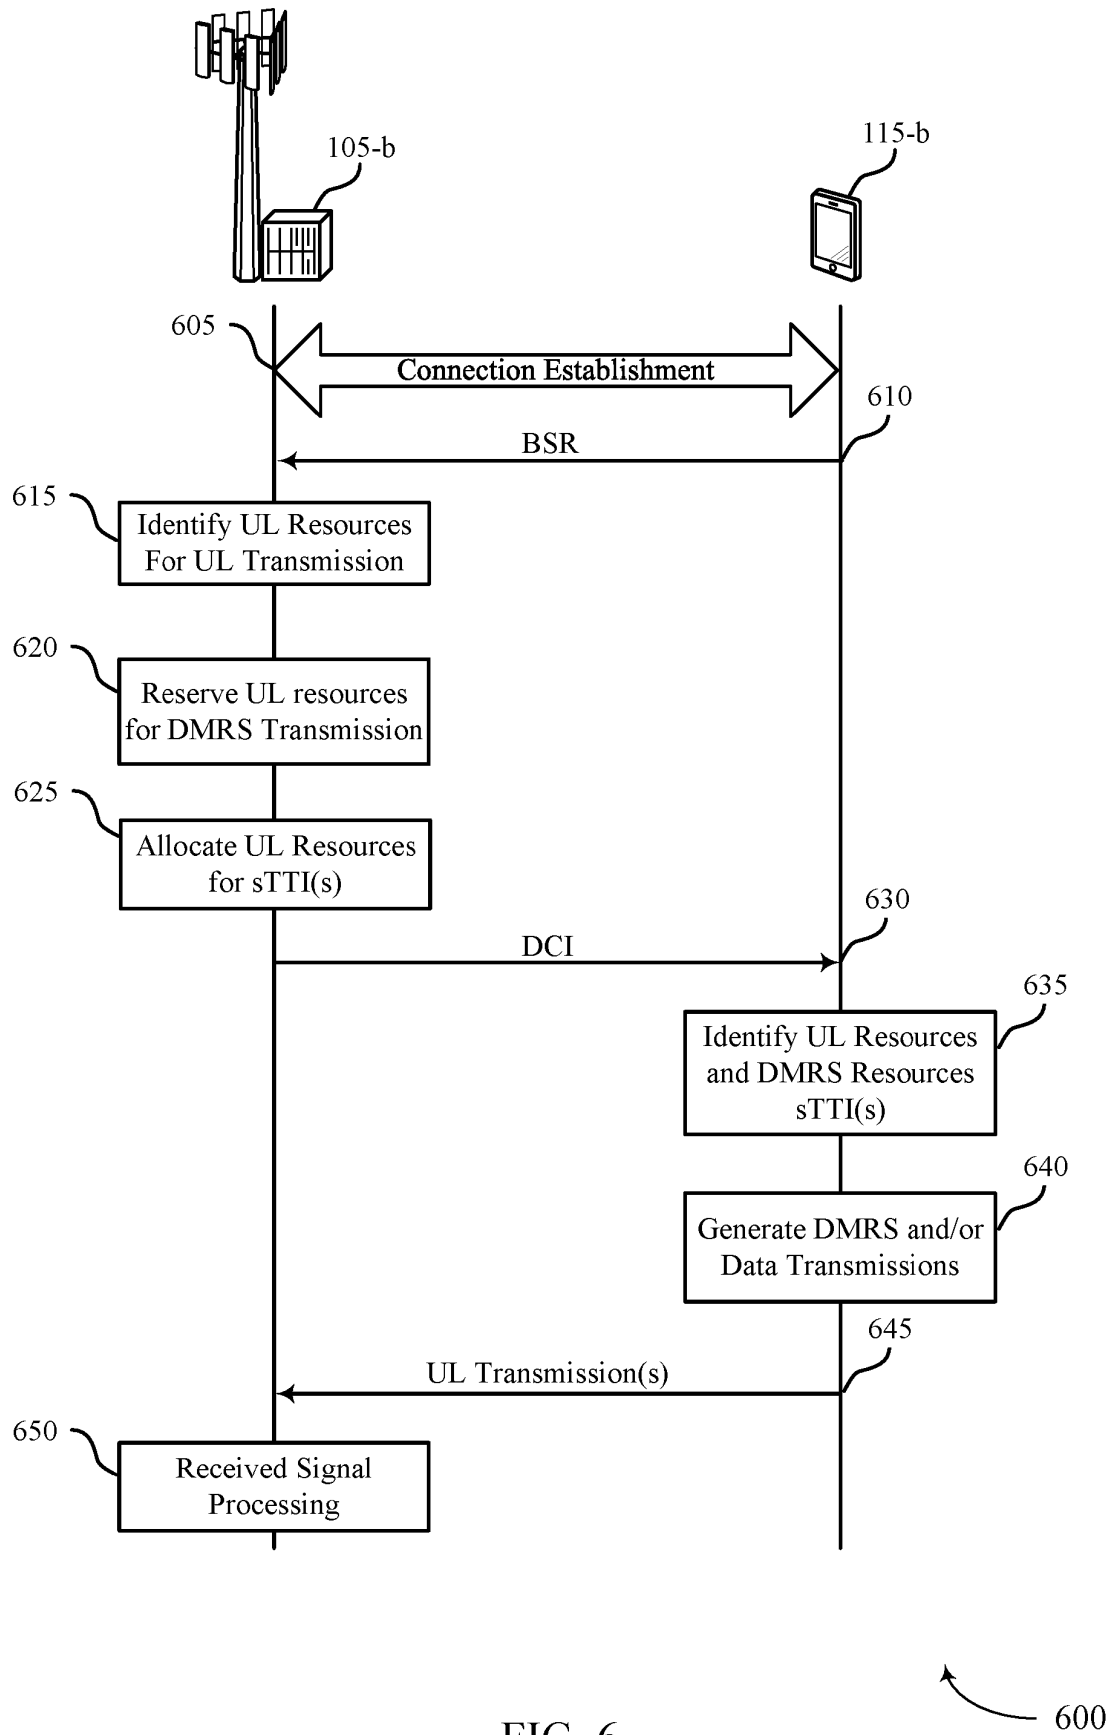 105-b
115-b
605
Connection Establishment
610
BSR
615
Identify UL Resources
For UL Transmission
620
Reserve UL resources
for DMRS Transmission
625
Allocate UL Resources
for sTTI(s)
630
DCI
635
Identify UL Resources
and DMRS Resources
sTTI(s)
640
Generate DMRS and/or
Data Transmissions
645
UL Transmission(s)
650
Received Signal
Processing
600
FIG. 6